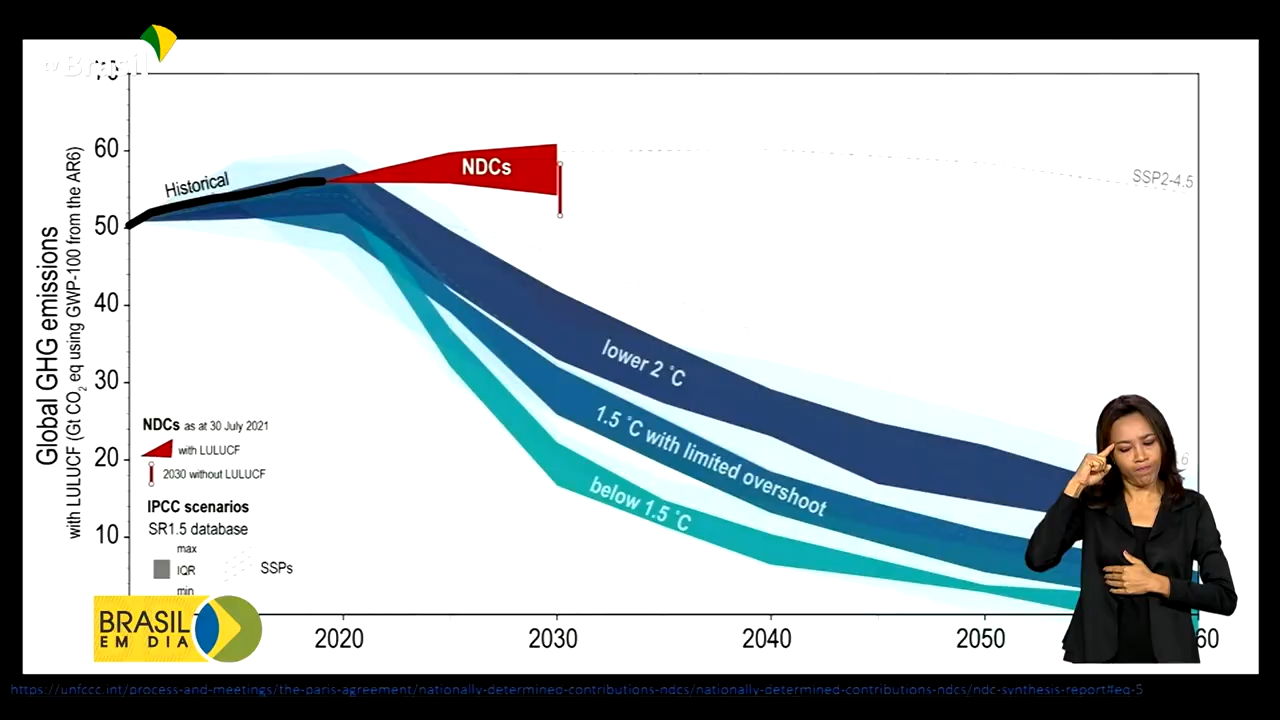 tv Brasil
60
50
40
30
20
10
Global GHG emissions
with LULUCF (Gt CO2 eq using GWP-100 from the AR6)
Historical
NDCs
SSP2-4.5
lower 2 ˚C
1.5 ˚C with limited overshoot
below 1.5 ˚C
NDCs as at 30 July 2021
with LULUCF
2030 without LULUCF
IPCC scenarios
SR1.5 database
max
IQR
min
SSPs
BRASIL
EM DIA
2020
2030
2040
2050
60
https://unfccc.int/process-and-meetings/the-paris-agreement/nationally-determined-contributions-ndcs/nationally-determined-contributions-ndcs/ndc-synthesis-report#eq-5